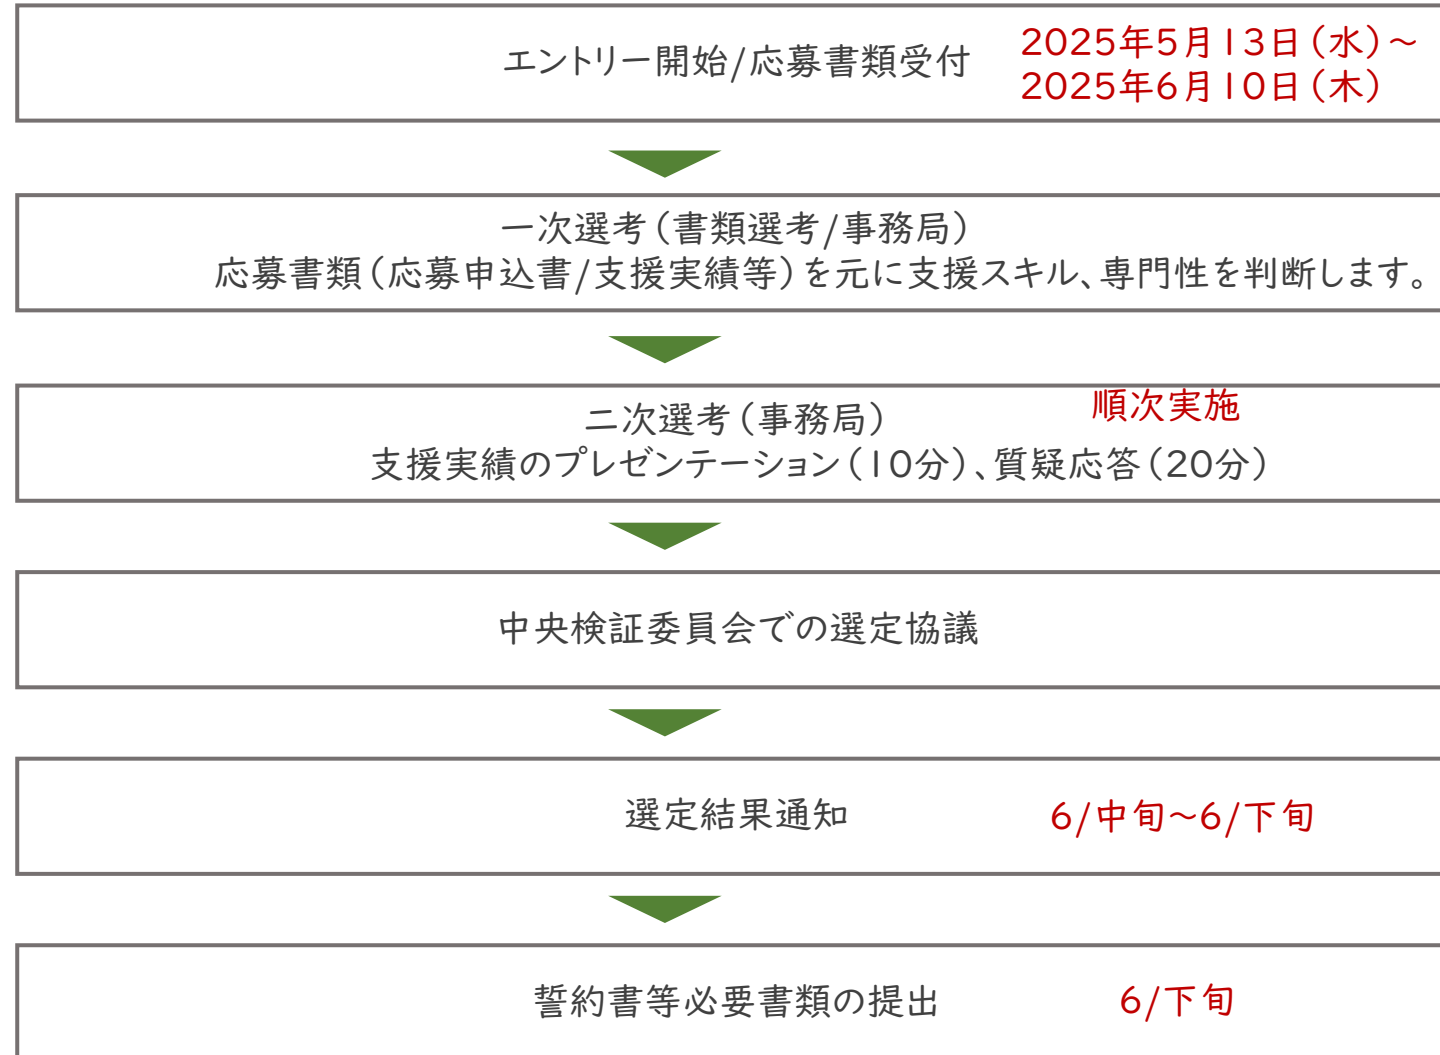 エントリー開始/応募書類受付
2025年5月13日(水)～
2025年6月10日(木)
一次選考(書類選考/事務局)
応募書類(応募申込書/支援実績等)を元に支援スキル、専門性を判断します。
二次選考(事務局)
順次実施
支援実績のプレゼンテーション(10分)、質疑応答(20分)
中央検証委員会での選定協議
選定結果通知
6/中旬～6/下旬
誓約書等必要書類の提出
6/下旬